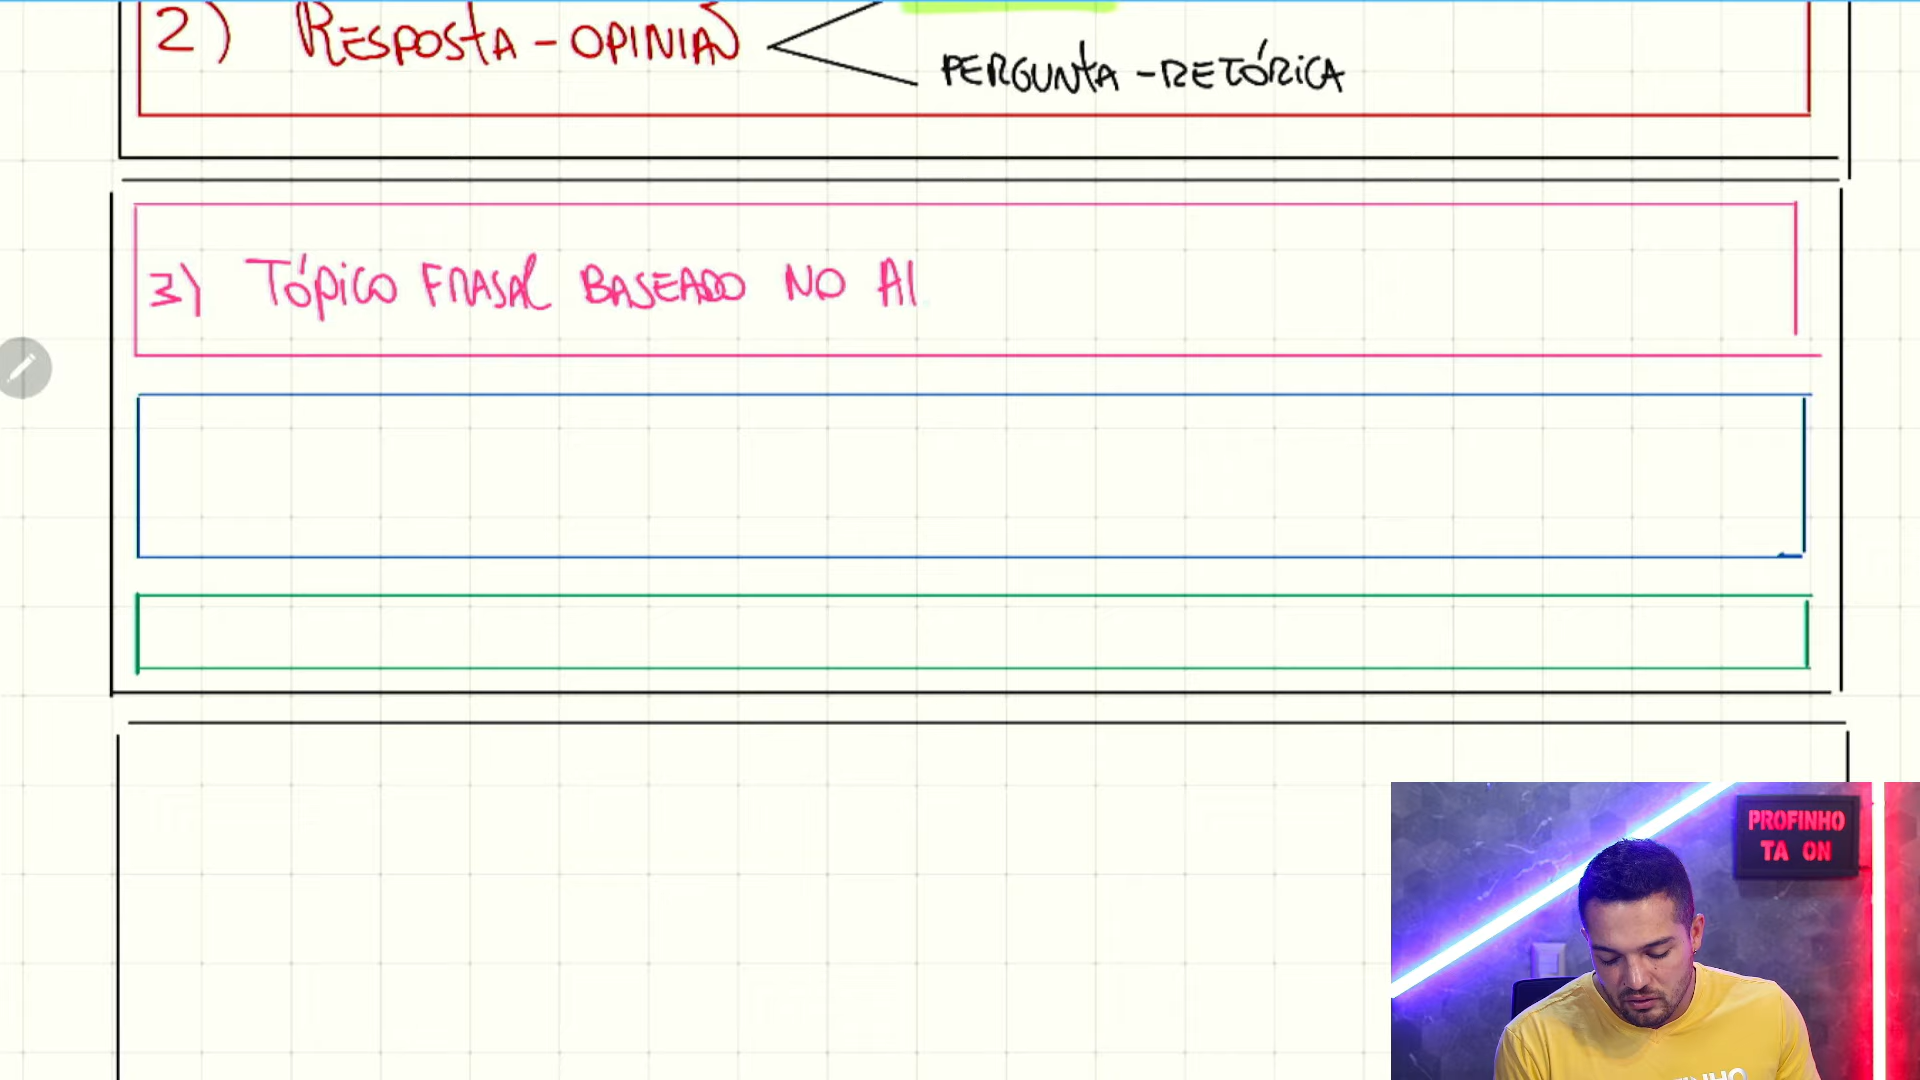 2) RESPOSTA - OPINIÃO
PERGUNTA - RETÓRICA
3) TÓPICO FRASAL BASEADO NO A1
PROFINHO
TA ON